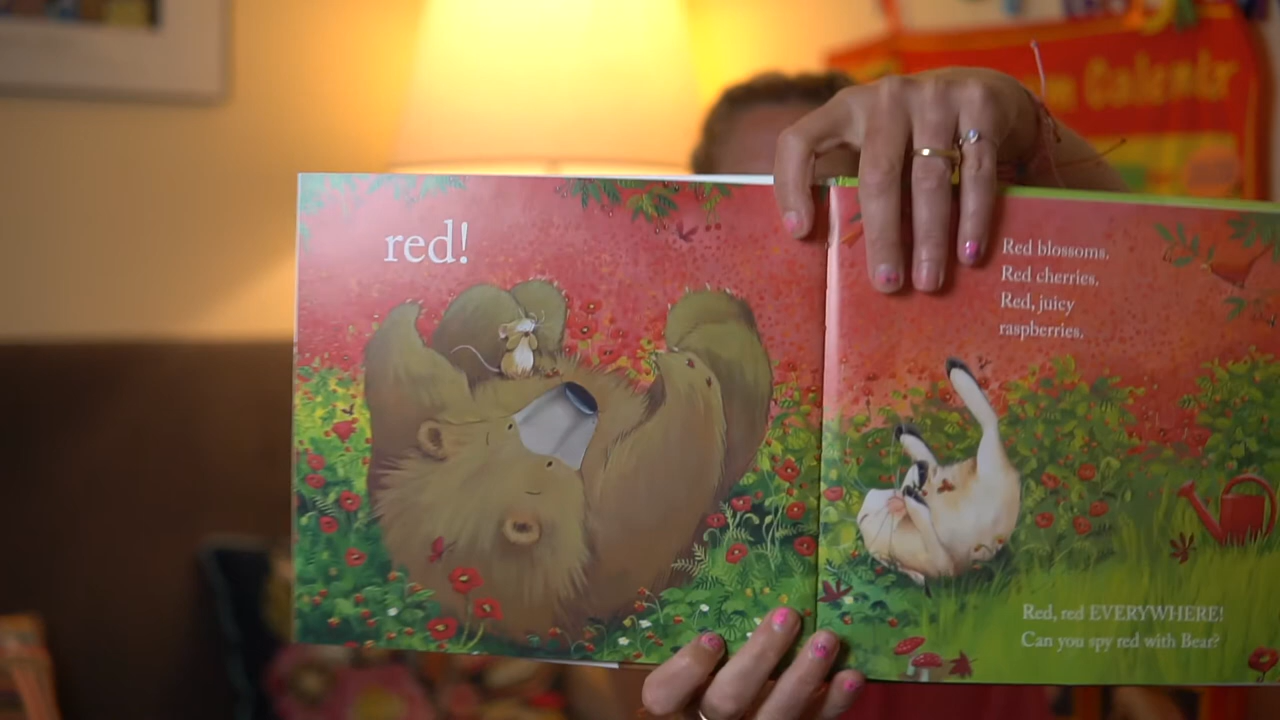 red!
Red blossoms.
Red cherries.
Red, juicy
raspberries.
Red, red EVERYWHERE!
Can you spy red with Bear?